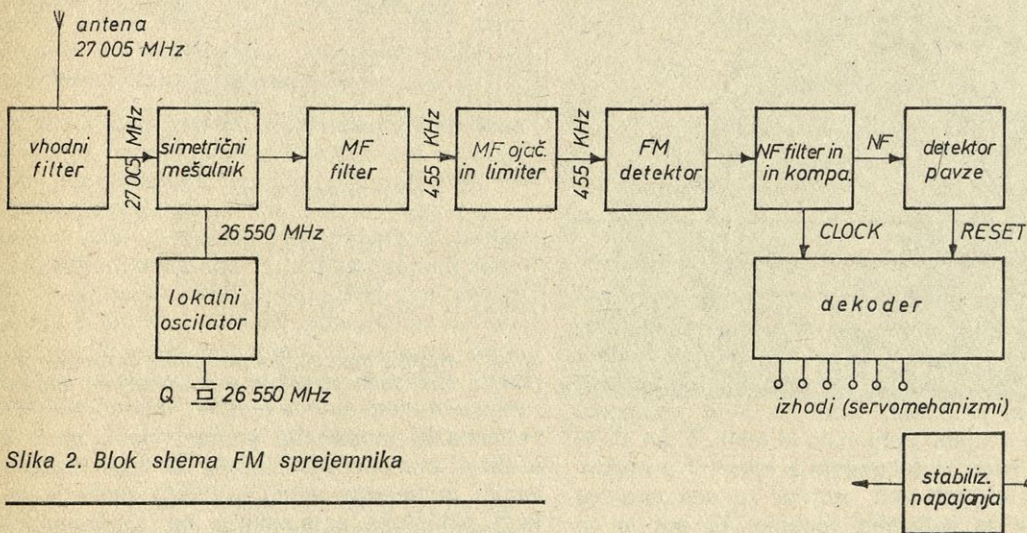 antena
27 005 MHz
vhodni
filter
27 005 MHz
simetrični
mešalnik
MF
filter
455 KHz
MF ojač.
in limiter
455 KHz
FM
detektor
NF filter in
in kompa.
NF
detektor
pavze
26 550 MHz
CLOCK
RESET
lokalni
oscilator
dekoder
Q 26 550 MHz
izhodi (servomehanizmi)
Slika 2. Blok shema FM sprejemnika
stabiliz.
napajanja